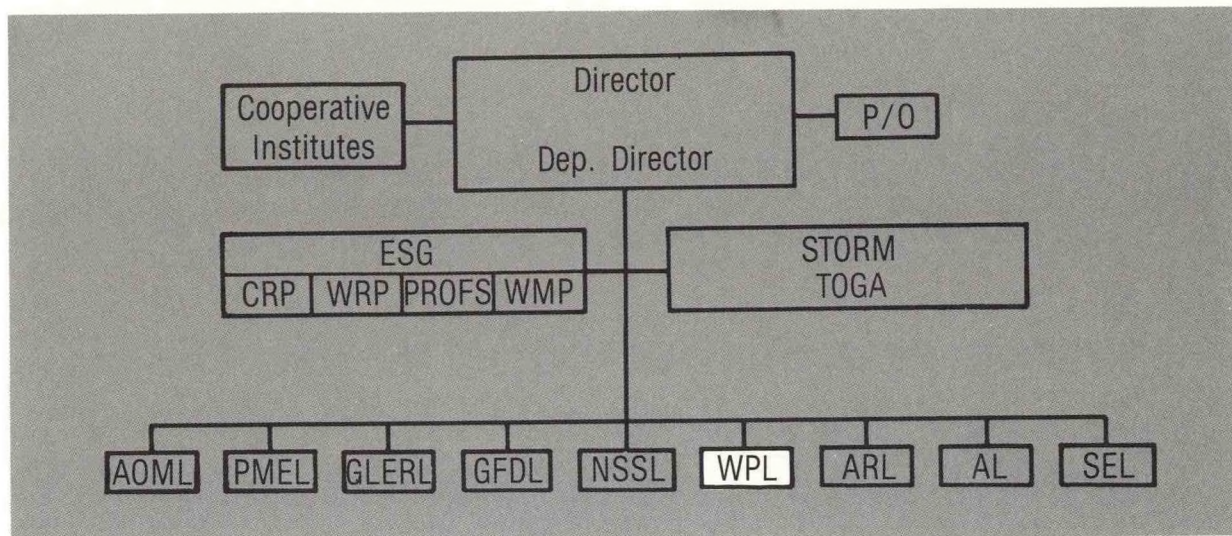 Director
Cooperative
Institutes
P/O
Dep. Director
ESG
CRP WRP PROFS WMP
STORM
TOGA
AOML PMEL GLERL GFDL NSSL WPL ARL AL SEL